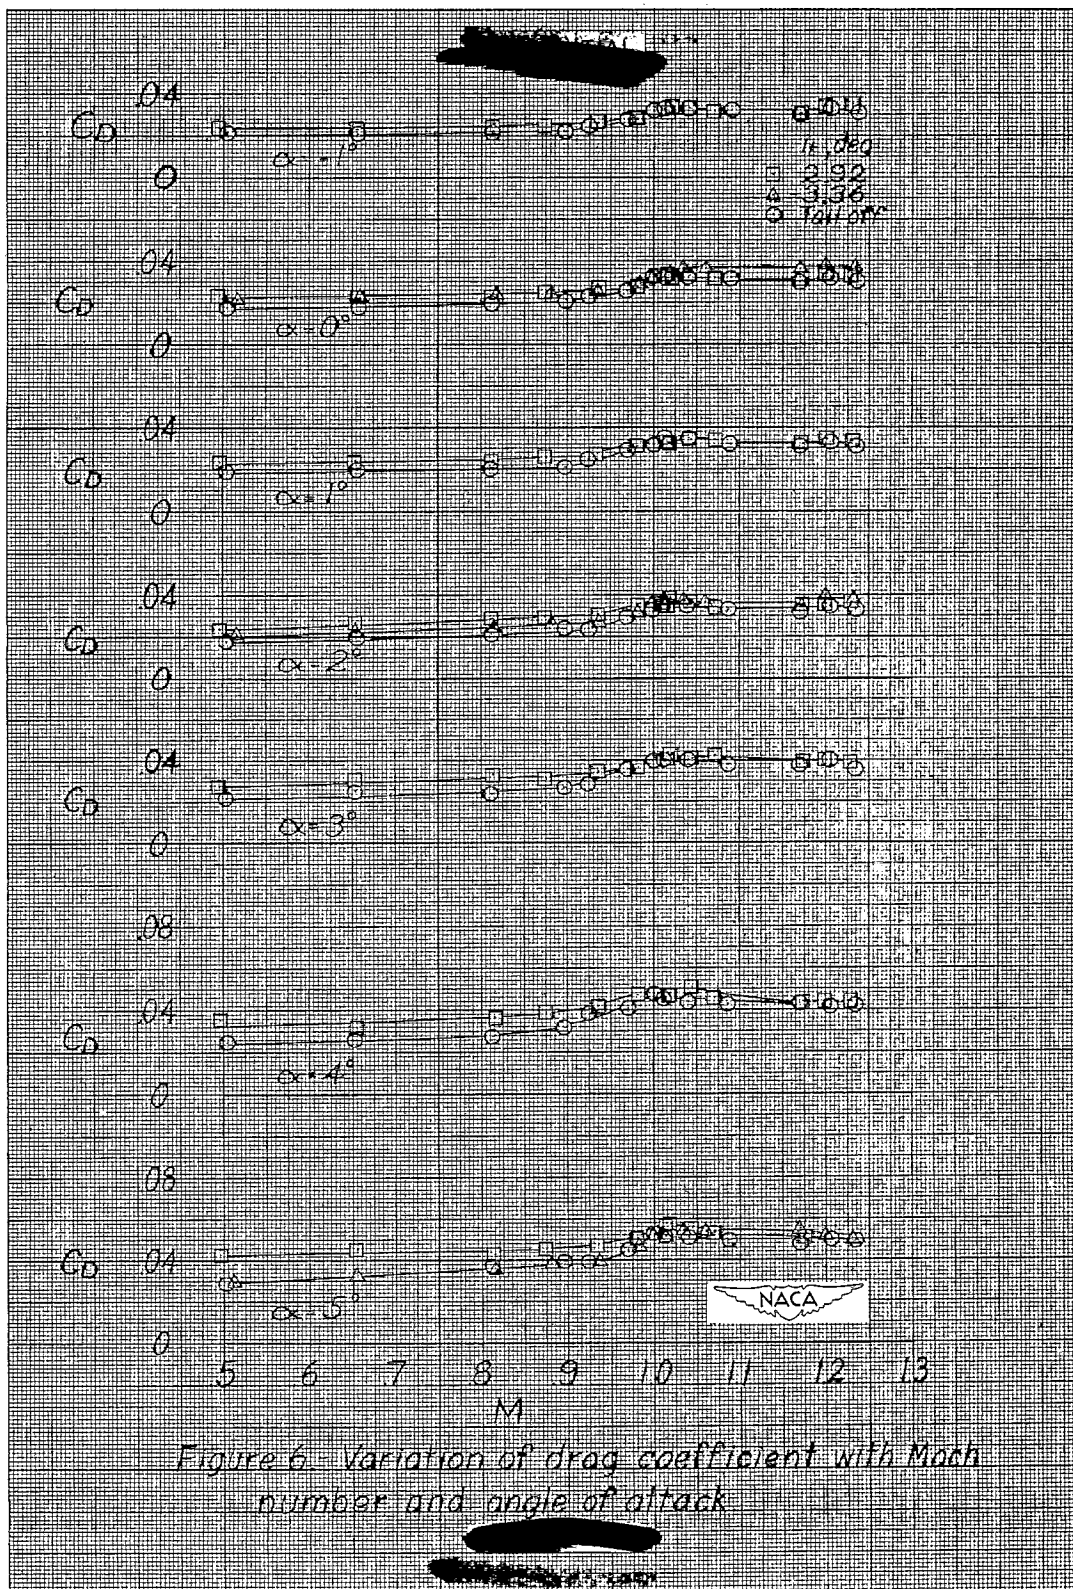 .04
C_D
α = -1°
0
it, deg
2.92
-3.36
Tail off
.04
C_D
α = 0°
0
.04
C_D
α = 1°
0
.04
C_D
α = 2°
0
.04
C_D
α = 3°
0
.08
.04
C_D
α = 4°
0
.08
.04
C_D
α = 5°
NACA
0
.5 .6 .7 .8 .9 1.0 1.1 1.2 1.3
M
Figure 6.- Variation of drag coefficient with Mach
number and angle of attack